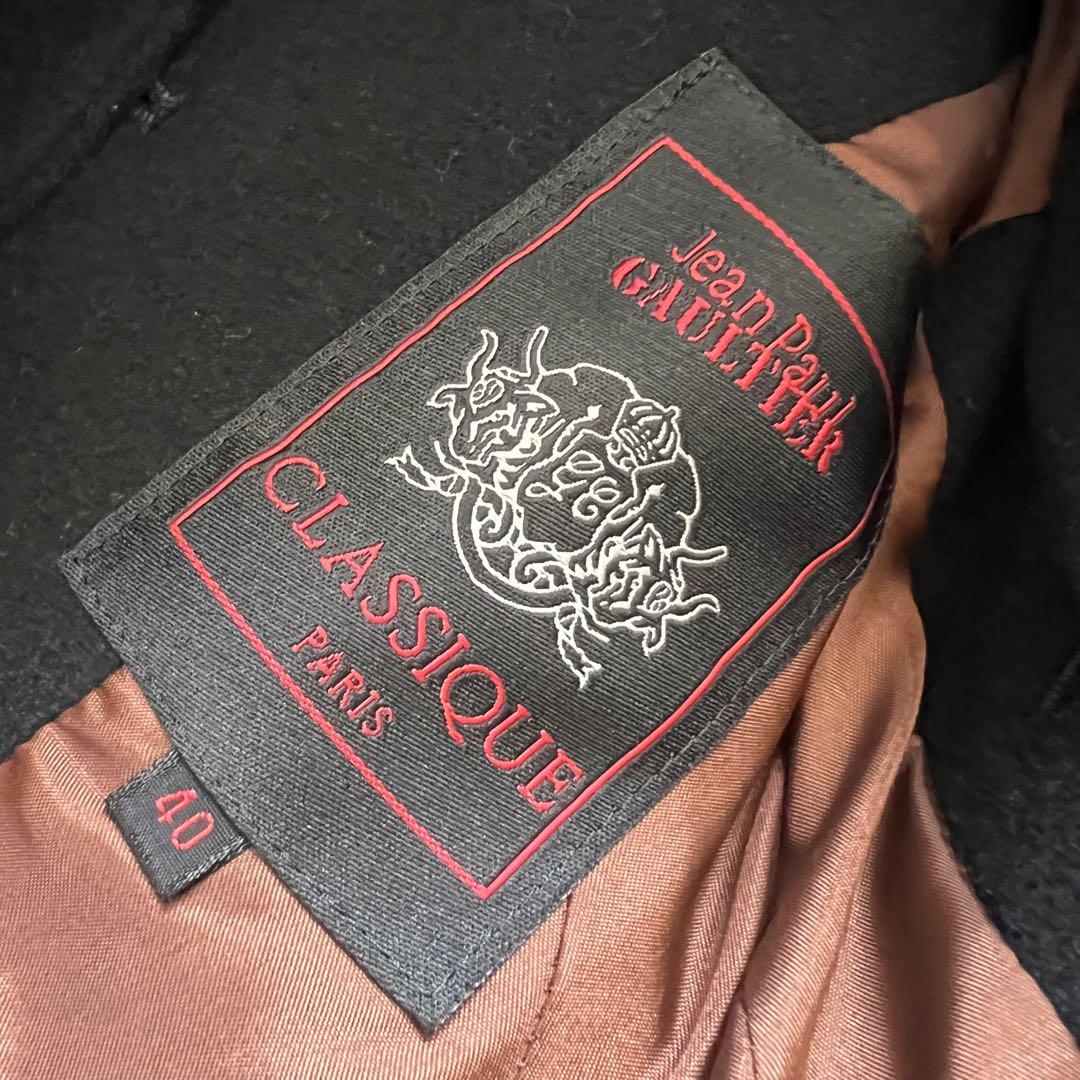 Jean Paul
GAULTIER
CLASSIQUE
PARIS
40